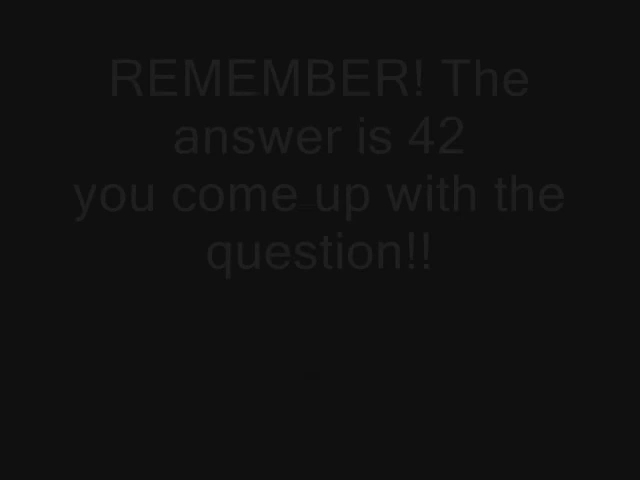 REMEMBER! The
answer is 42
you come up with the
question!!